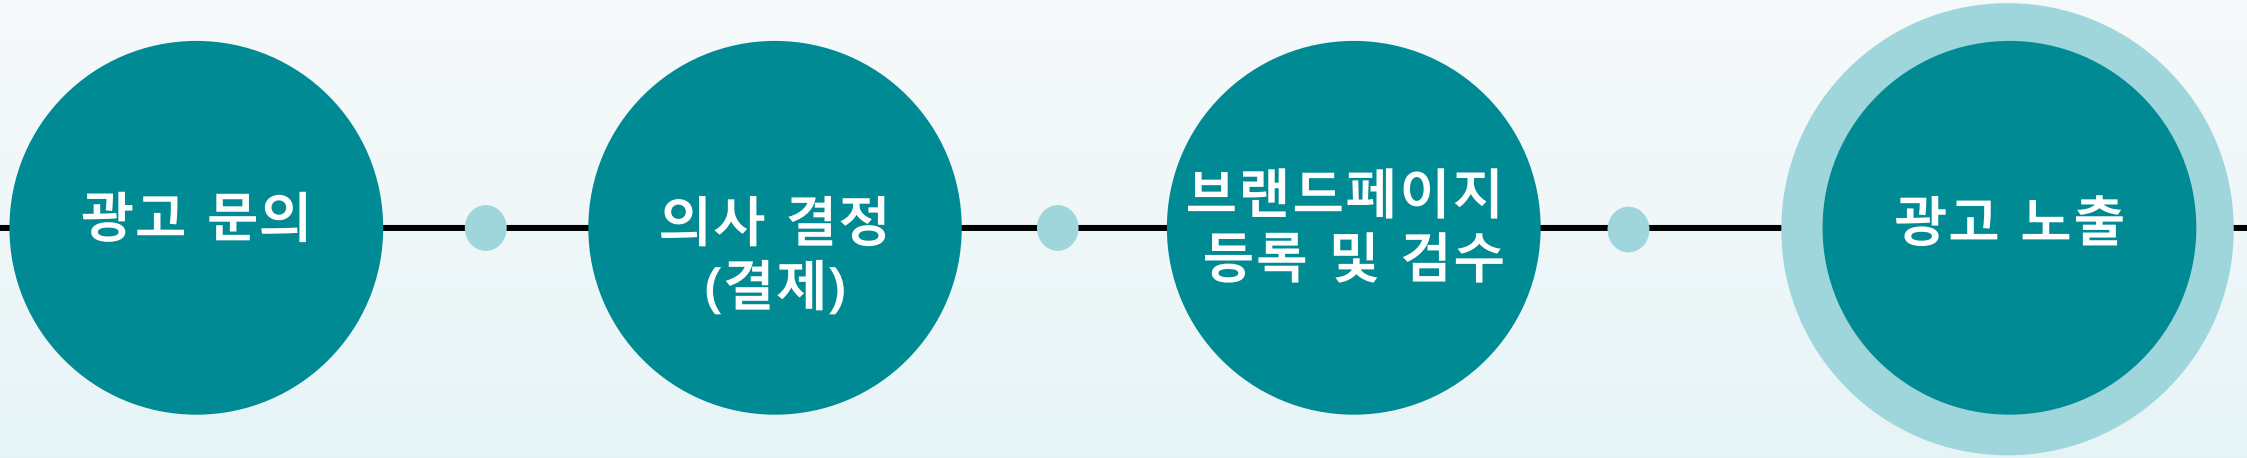 광고 문의
의사 결정
(결제)
브랜드페이지
등록 및 검수
광고 노출